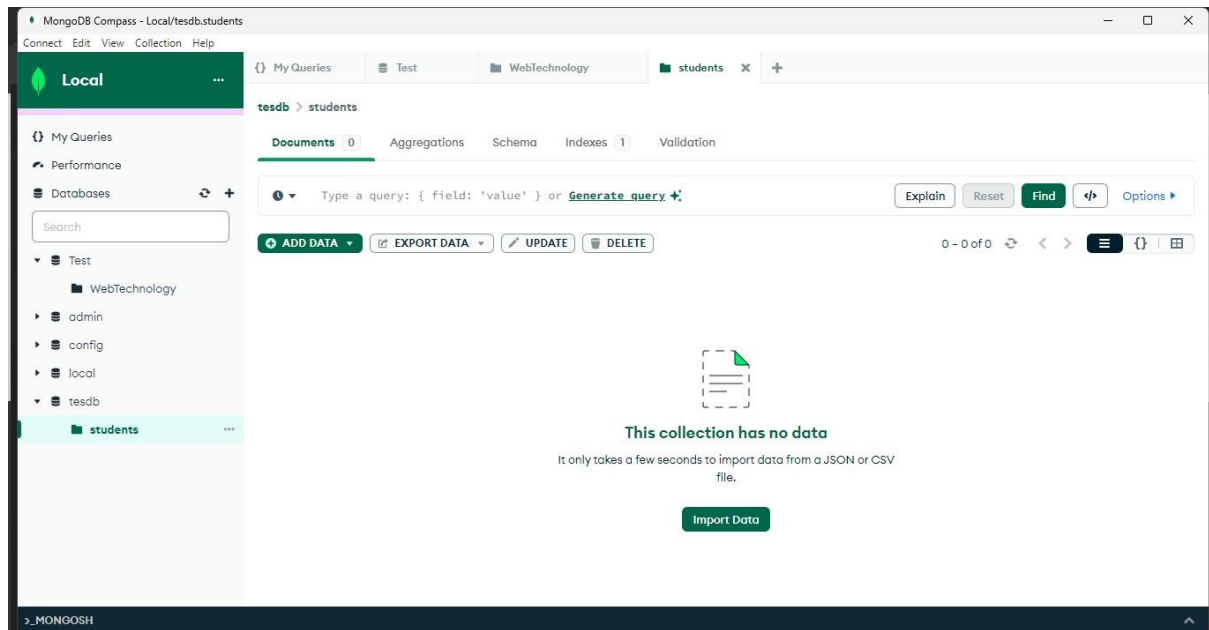 MongoDB Compass - Local/tesdb.students
Connect Edit View Collection Help
Local ...
{} My Queries
Performance
Databases
Search
Test
WebTechnology
admin
config
local
tesdb
students ...
{} My Queries Test WebTechnology students
tesdb > students
Documents 0 Aggregations Schema Indexes 1 Validation
Type a query: { field: 'value' } or Generate query
Explain Reset Find </> Options
ADD DATA EXPORT DATA UPDATE DELETE
0 – 0 of 0 {}
This collection has no data
It only takes a few seconds to import data from a JSON or CSV
file.
Import Data
>_MONGOSH